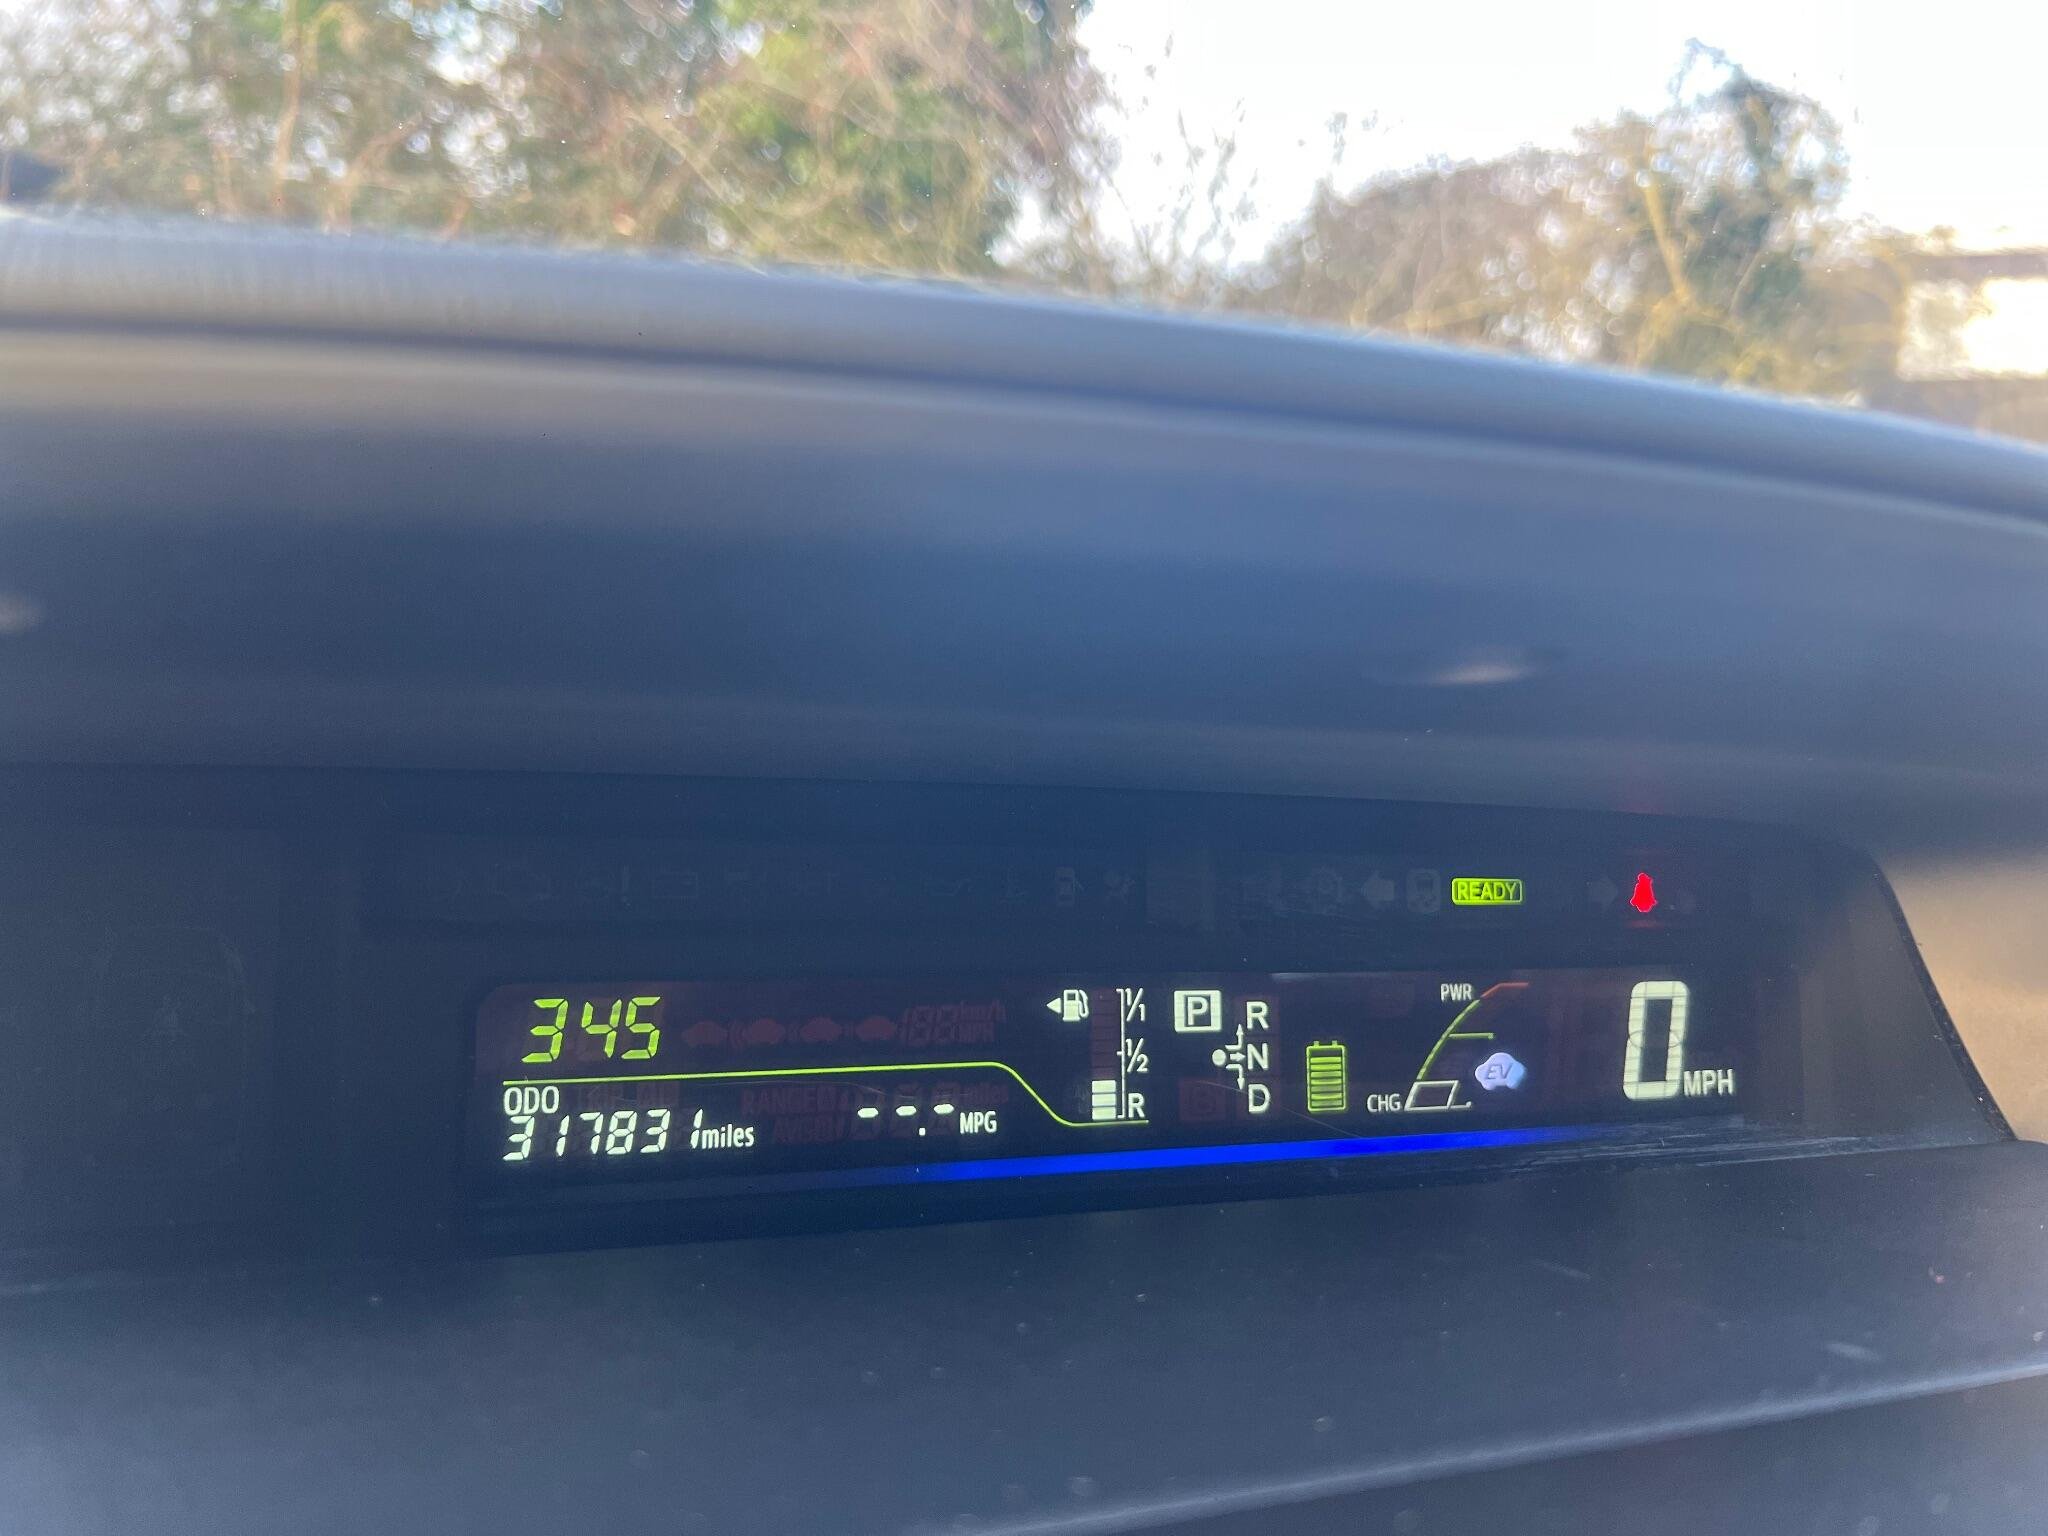 READY
345
1/1
P
R
PWR
0
MPH
1/2
N
EV
ODO
R
D
CHG
317831 miles
--.- MPG